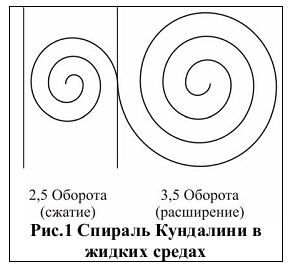 2,5 Оборота 3,5 Оборота
(сжатие) (расширение)
Рис.1 Спираль Кундалини в
жидких средах